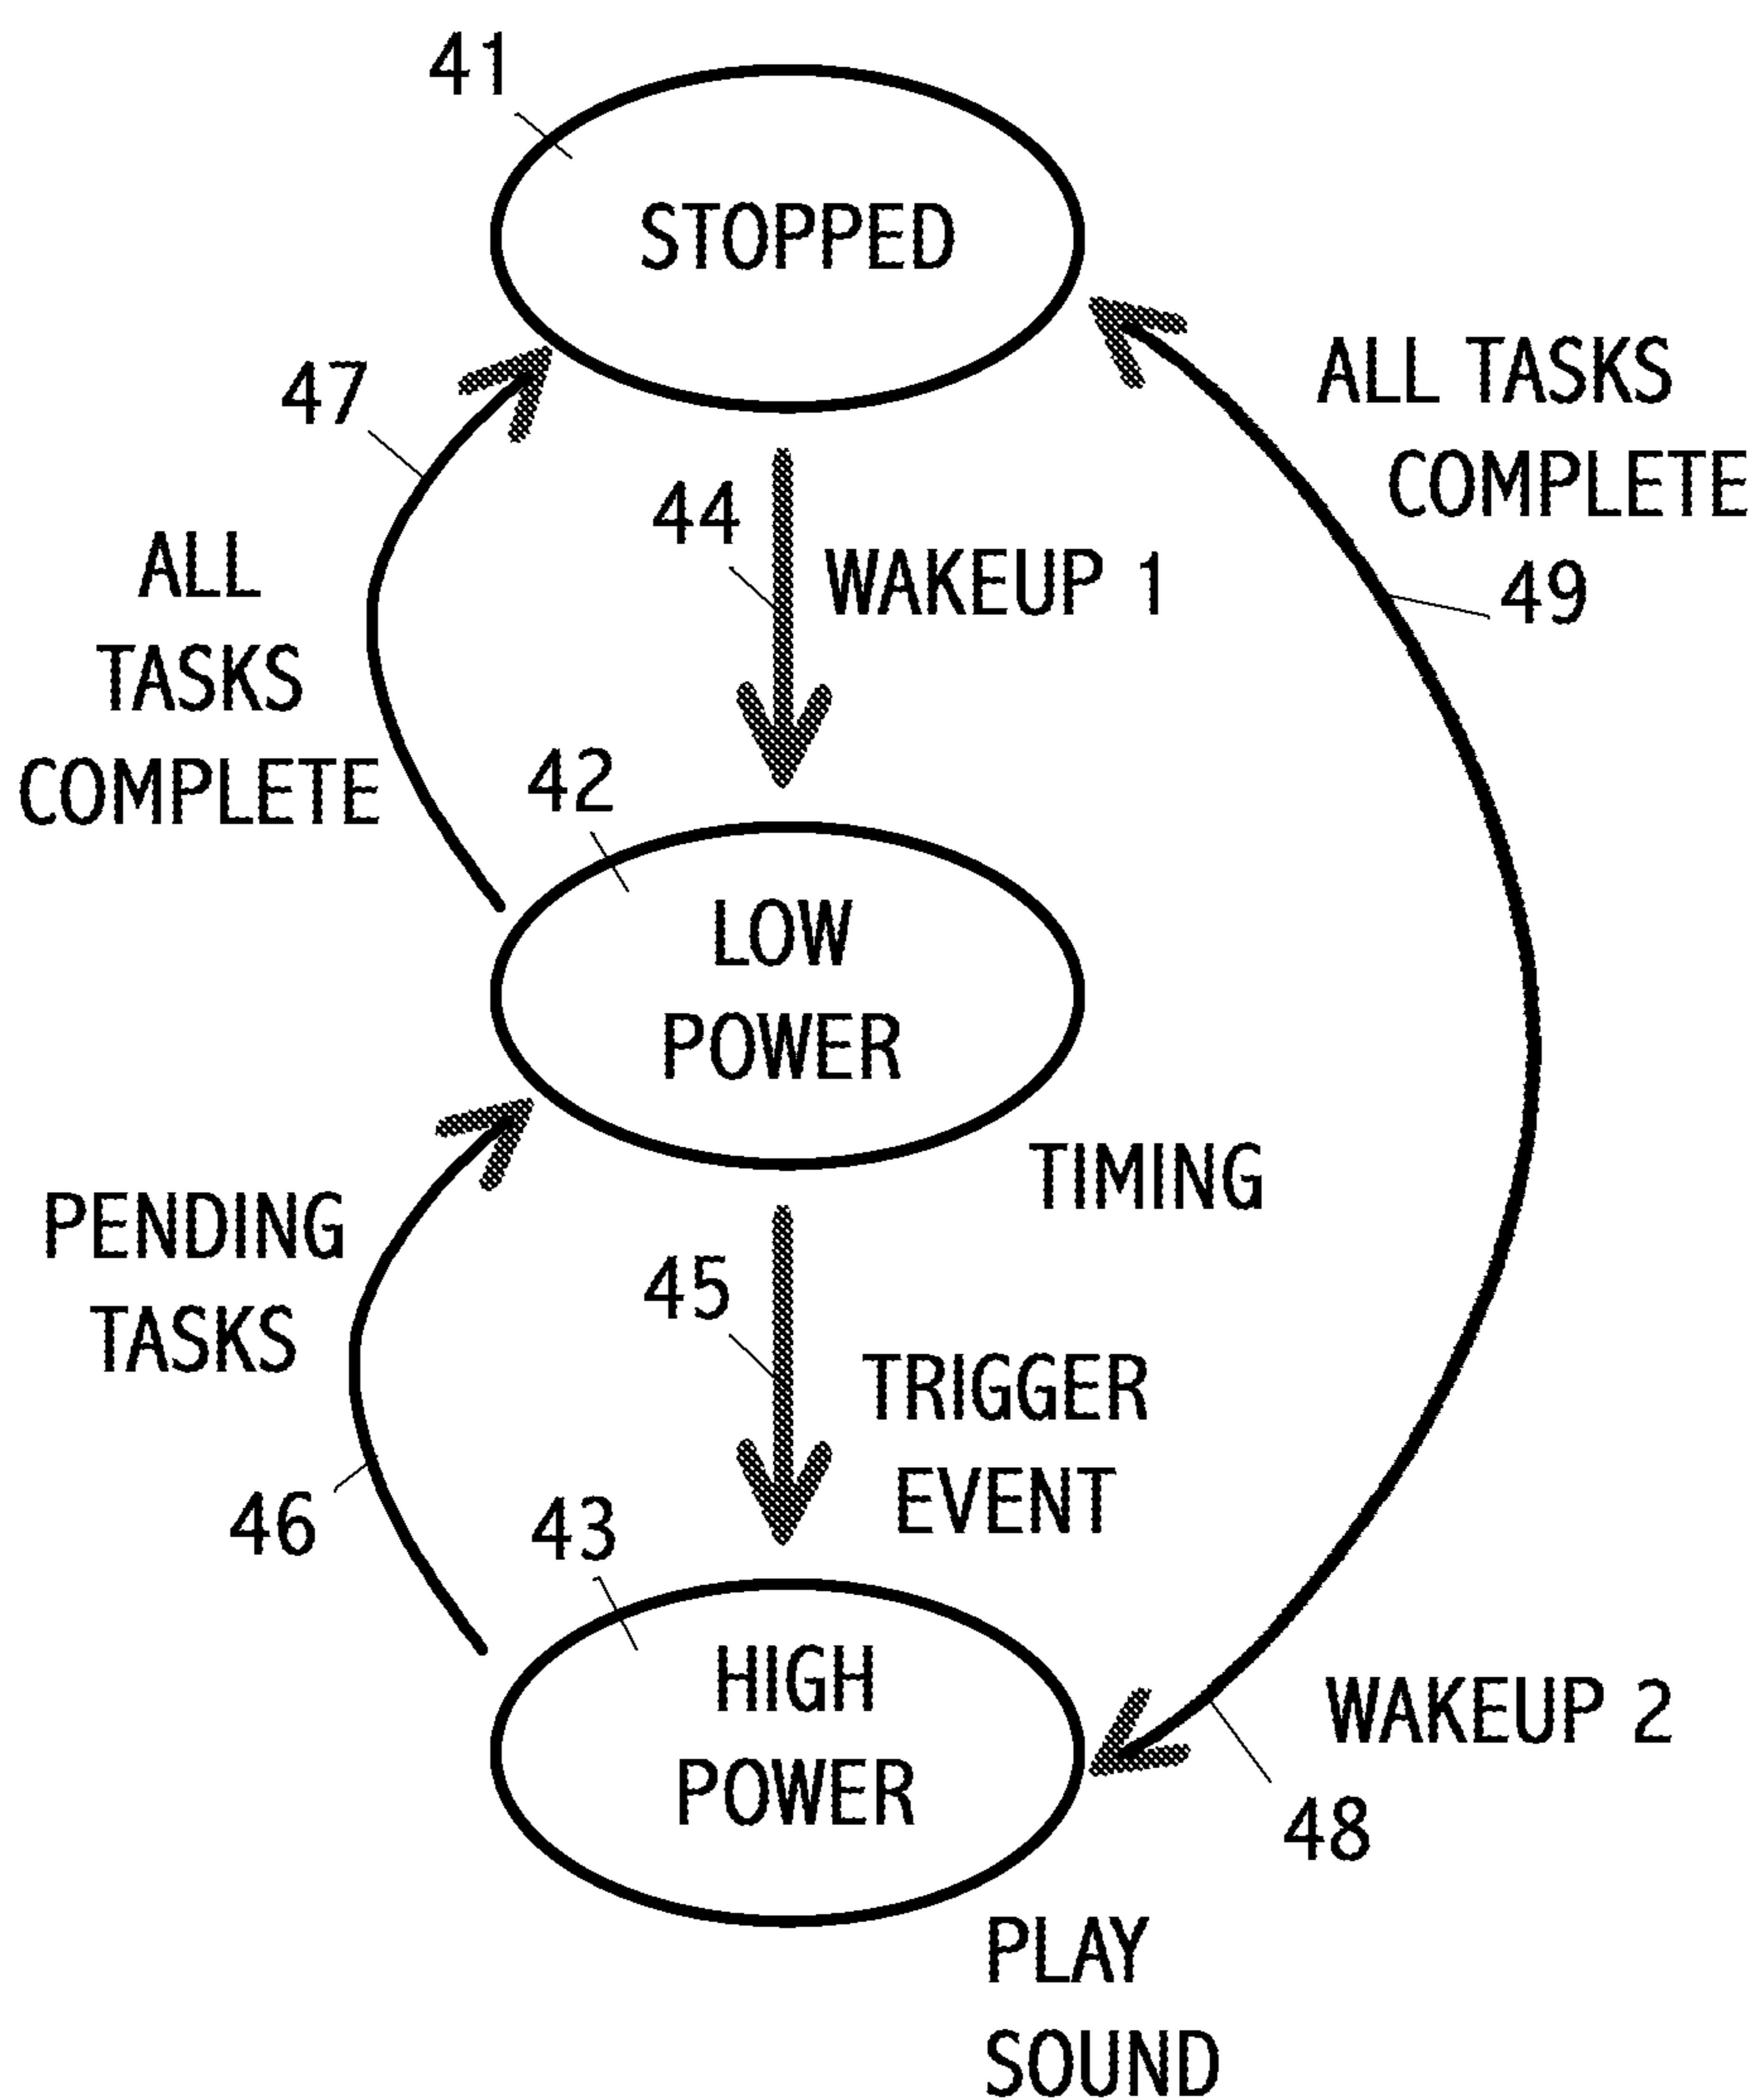 41
STOPPED
47
ALL TASKS
COMPLETE
49
44
WAKEUP 1
ALL
TASKS
COMPLETE
42
LOW
POWER
TIMING
PENDING
TASKS
45
TRIGGER
EVENT
46
43
HIGH
POWER
WAKEUP 2
48
PLAY
SOUND